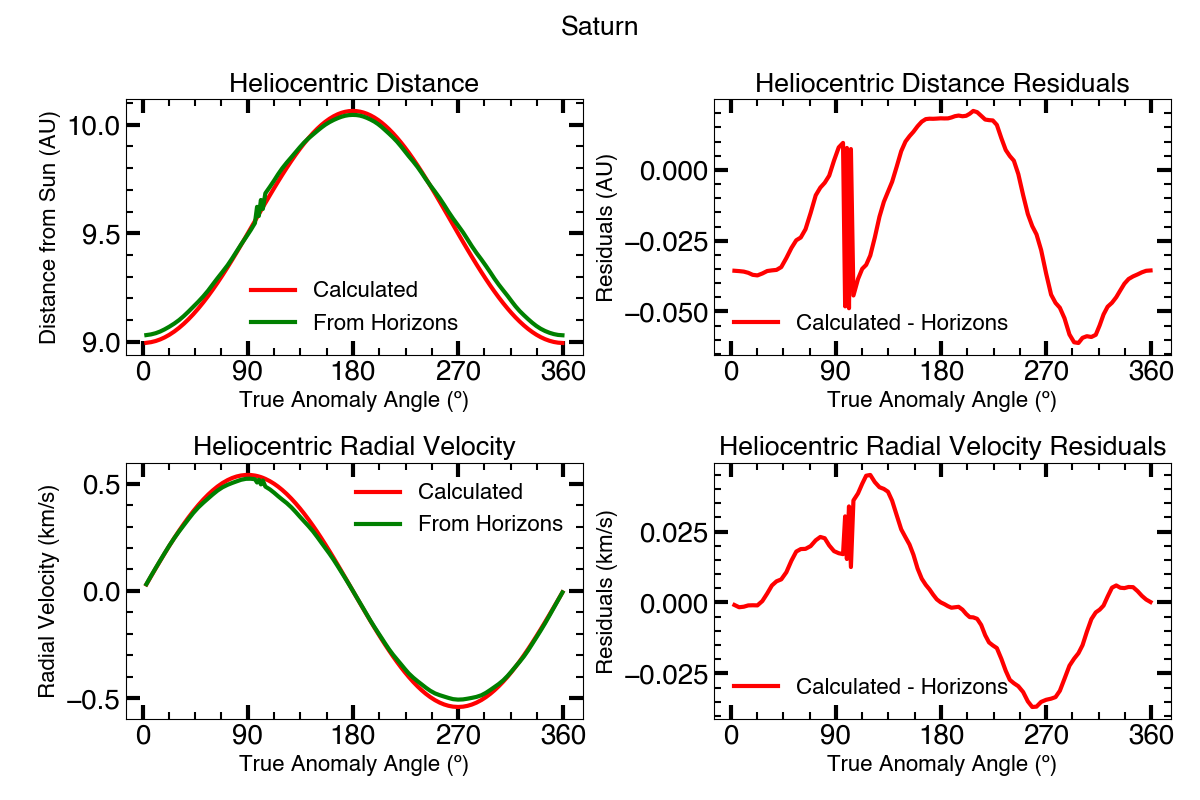 Saturn
Heliocentric Distance
Distance from Sun (AU)
10.0
9.5
9.0
Calculated
From Horizons
0 90 180 270 360
True Anomaly Angle (º)
Heliocentric Distance Residuals
Residuals (AU)
0.000
−0.025
−0.050
Calculated - Horizons
0 90 180 270 360
True Anomaly Angle (º)
Heliocentric Radial Velocity
Radial Velocity (km/s)
0.5
0.0
−0.5
Calculated
From Horizons
0 90 180 270 360
True Anomaly Angle (º)
Heliocentric Radial Velocity Residuals
Residuals (km/s)
0.025
0.000
−0.025
Calculated - Horizons
0 90 180 270 360
True Anomaly Angle (º)